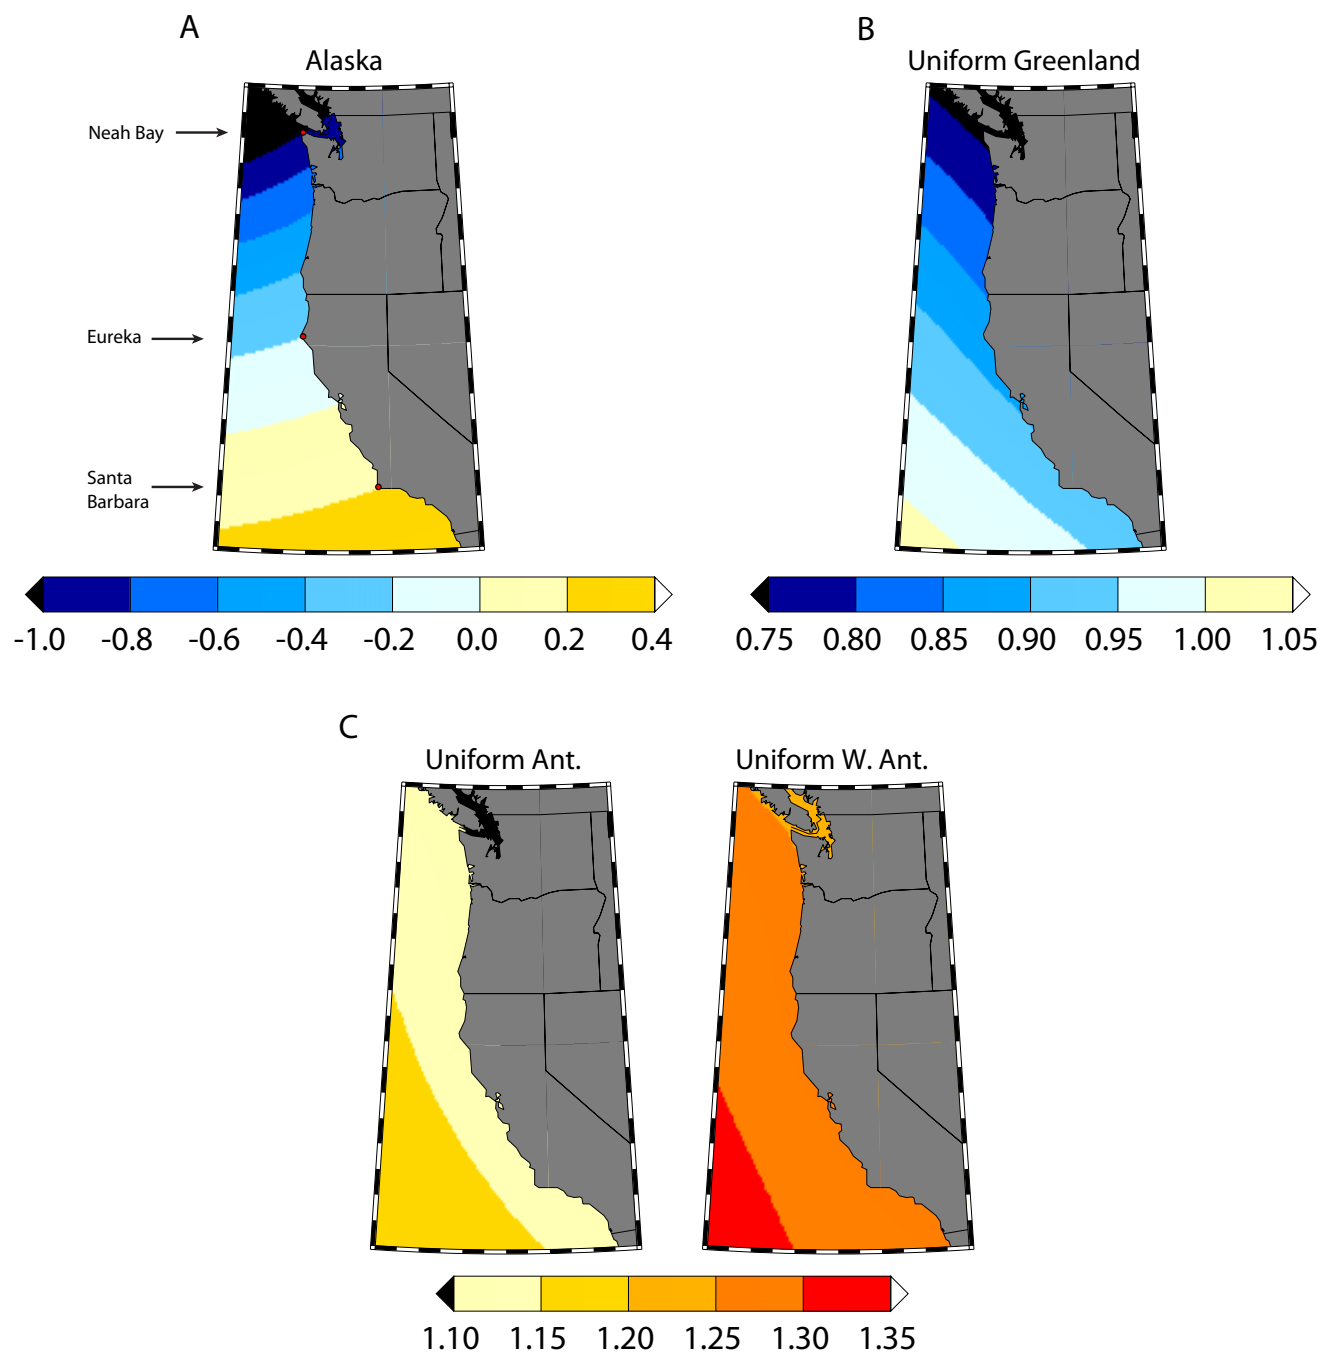 A
Alaska
Neah Bay
Eureka
Santa
Barbara
-1.0 -0.8 -0.6 -0.4 -0.2 0.0 0.2 0.4
B
Uniform Greenland
0.75 0.80 0.85 0.90 0.95 1.00 1.05
C
Uniform Ant.
Uniform W. Ant.
1.10 1.15 1.20 1.25 1.30 1.35